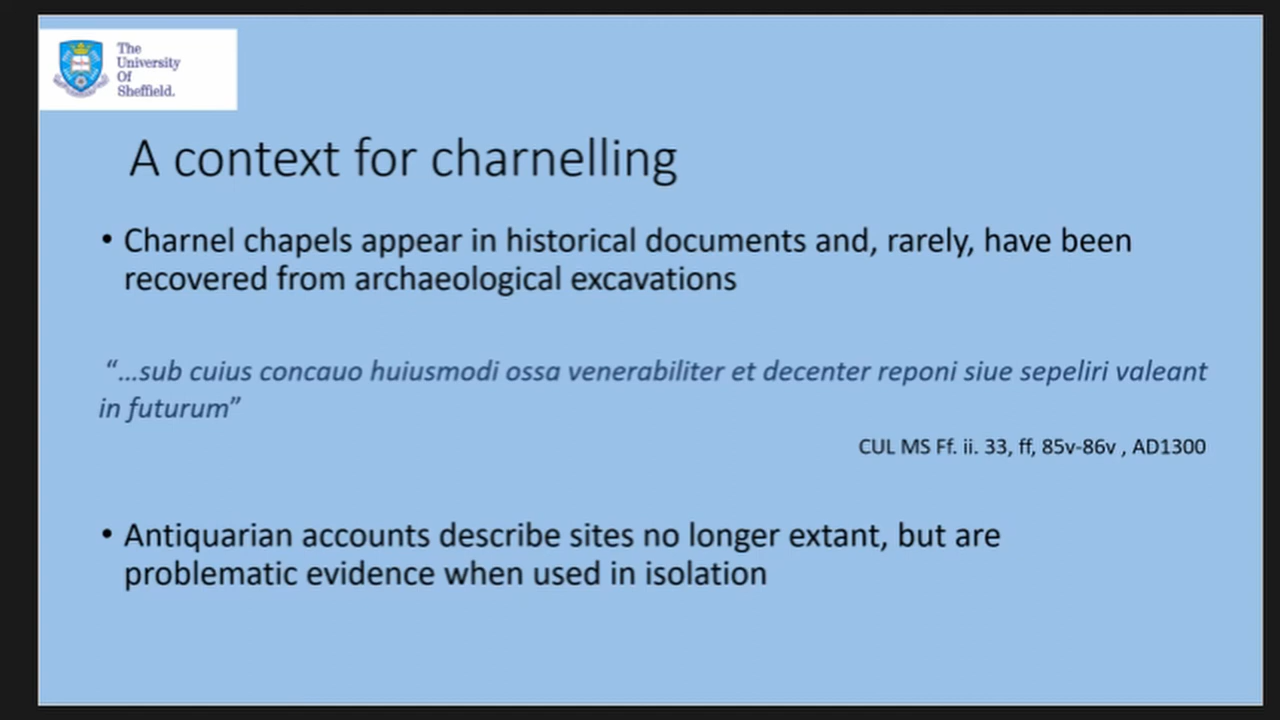 The
University
Of
Sheffield.
A context for charnelling
• Charnel chapels appear in historical documents and, rarely, have been
recovered from archaeological excavations
“…sub cuius concauo huiusmodi ossa venerabiliter et decenter reponi siue sepeliri valeant
in futurum”
CUL MS Ff. ii. 33, ff, 85v-86v , AD1300
• Antiquarian accounts describe sites no longer extant, but are
problematic evidence when used in isolation